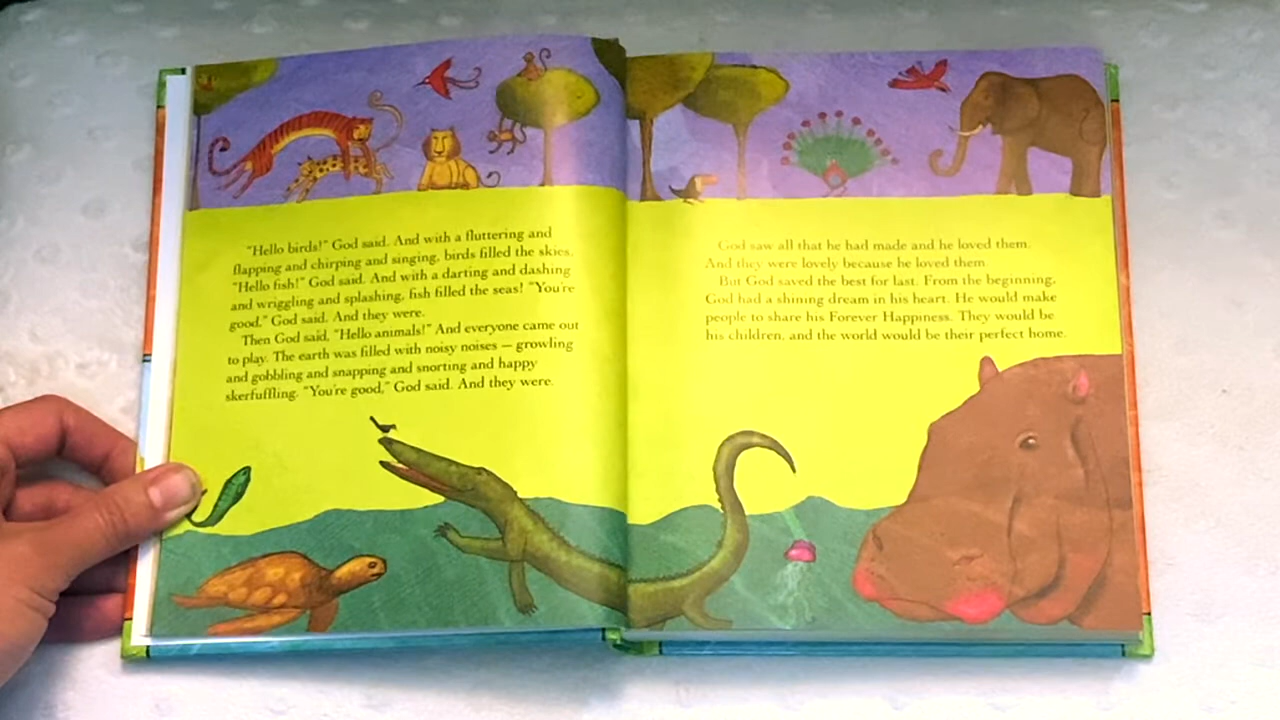 "Hello birds!" God said. And with a fluttering and
flapping and chirping and singing, birds filled the skies.
"Hello fish!" God said. And with a darting and dashing
and wriggling and splashing, fish filled the seas! "You're
good," God said. And they were.
Then God said, "Hello animals!" And everyone came out
to play. The earth was filled with noisy noises — growling
and gobbling and snapping and snorting and happy
skerfuffling. "You're good," God said. And they were.
God saw all that he had made and he loved them.
And they were lovely because he loved them.
But God saved the best for last. From the beginning,
God had a shining dream in his heart. He would make
people to share his Forever Happiness. They would be
his children, and the world would be their perfect home.